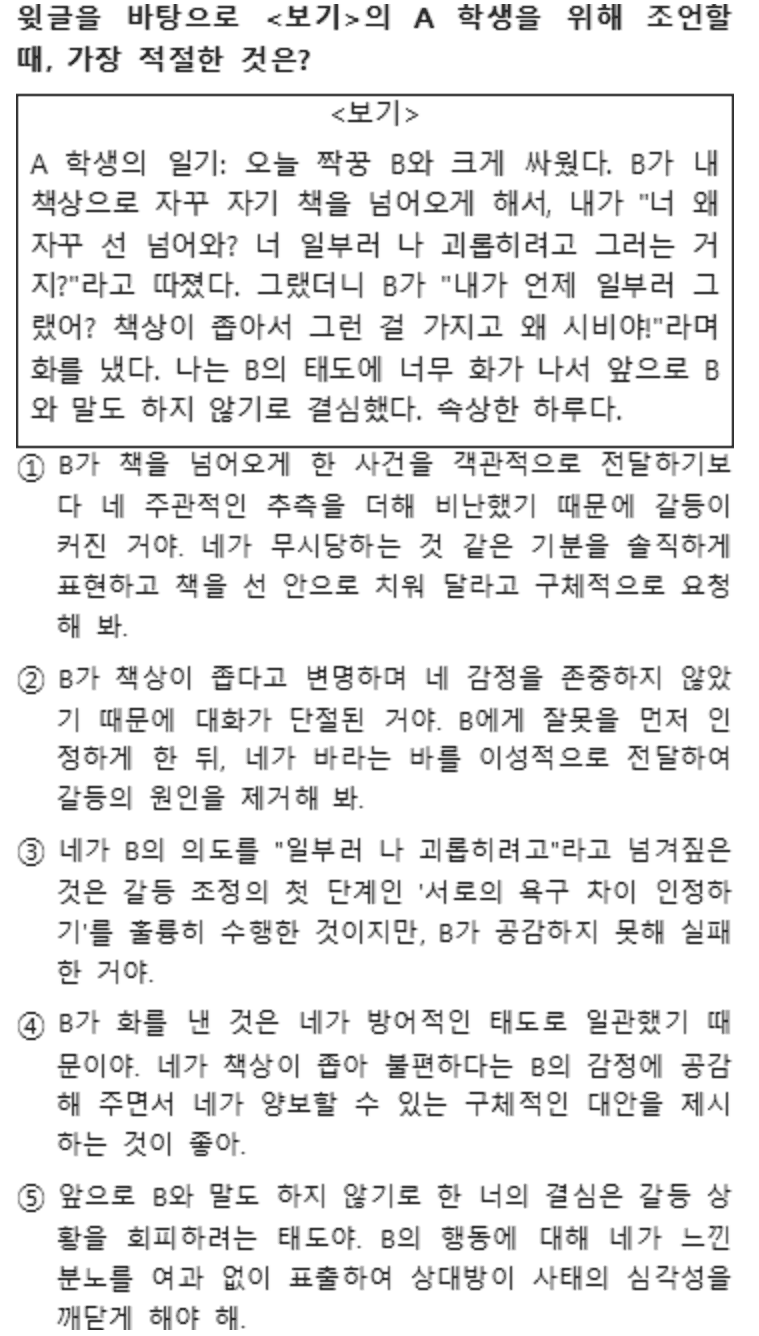 윗글을 바탕으로 <보기>의 A 학생을 위해 조언할
때, 가장 적절한 것은?
<보기>
A 학생의 일기: 오늘 짝꿍 B와 크게 싸웠다. B가 내
책상으로 자꾸 자기 책을 넘어오게 해서, 내가 "너 왜
자꾸 선 넘어와? 너 일부러 나 괴롭히려고 그러는 거
지?"라고 따졌다. 그랬더니 B가 "내가 언제 일부러 그
랬어? 책상이 좁아서 그런 걸 가지고 왜 시비야!"라며
화를 냈다. 나는 B의 태도에 너무 화가 나서 앞으로 B
와 말도 하지 않기로 결심했다. 속상한 하루다.
① B가 책을 넘어오게 한 사건을 객관적으로 전달하기보
다 네 주관적인 추측을 더해 비난했기 때문에 갈등이
커진 거야. 네가 무시당하는 것 같은 기분을 솔직하게
표현하고 책을 선 안으로 치워 달라고 구체적으로 요청
해 봐.
② B가 책상이 좁다고 변명하며 네 감정을 존중하지 않았
기 때문에 대화가 단절된 거야. B에게 잘못을 먼저 인
정하게 한 뒤, 네가 바라는 바를 이성적으로 전달하여
갈등의 원인을 제거해 봐.
③ 네가 B의 의도를 "일부러 나 괴롭히려고"라고 넘겨짚은
것은 갈등 조정의 첫 단계인 '서로의 욕구 차이 인정하
기'를 훌륭히 수행한 것이지만, B가 공감하지 못해 실패
한 거야.
④ B가 화를 낸 것은 네가 방어적인 태도로 일관했기 때
문이야. 네가 책상이 좁아 불편하다는 B의 감정에 공감
해 주면서 네가 양보할 수 있는 구체적인 대안을 제시
하는 것이 좋아.
⑤ 앞으로 B와 말도 하지 않기로 한 너의 결심은 갈등 상
황을 회피하려는 태도야. B의 행동에 대해 네가 느낀
분노를 여과 없이 표출하여 상대방이 사태의 심각성을
깨닫게 해야 해.